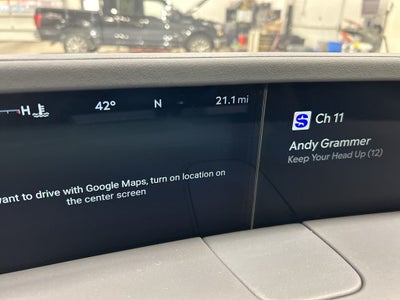 H 42° N 21.1 mi
want to drive with Google Maps, turn on location on
the center screen
Ch 11
Andy Grammer
Keep Your Head Up (12)